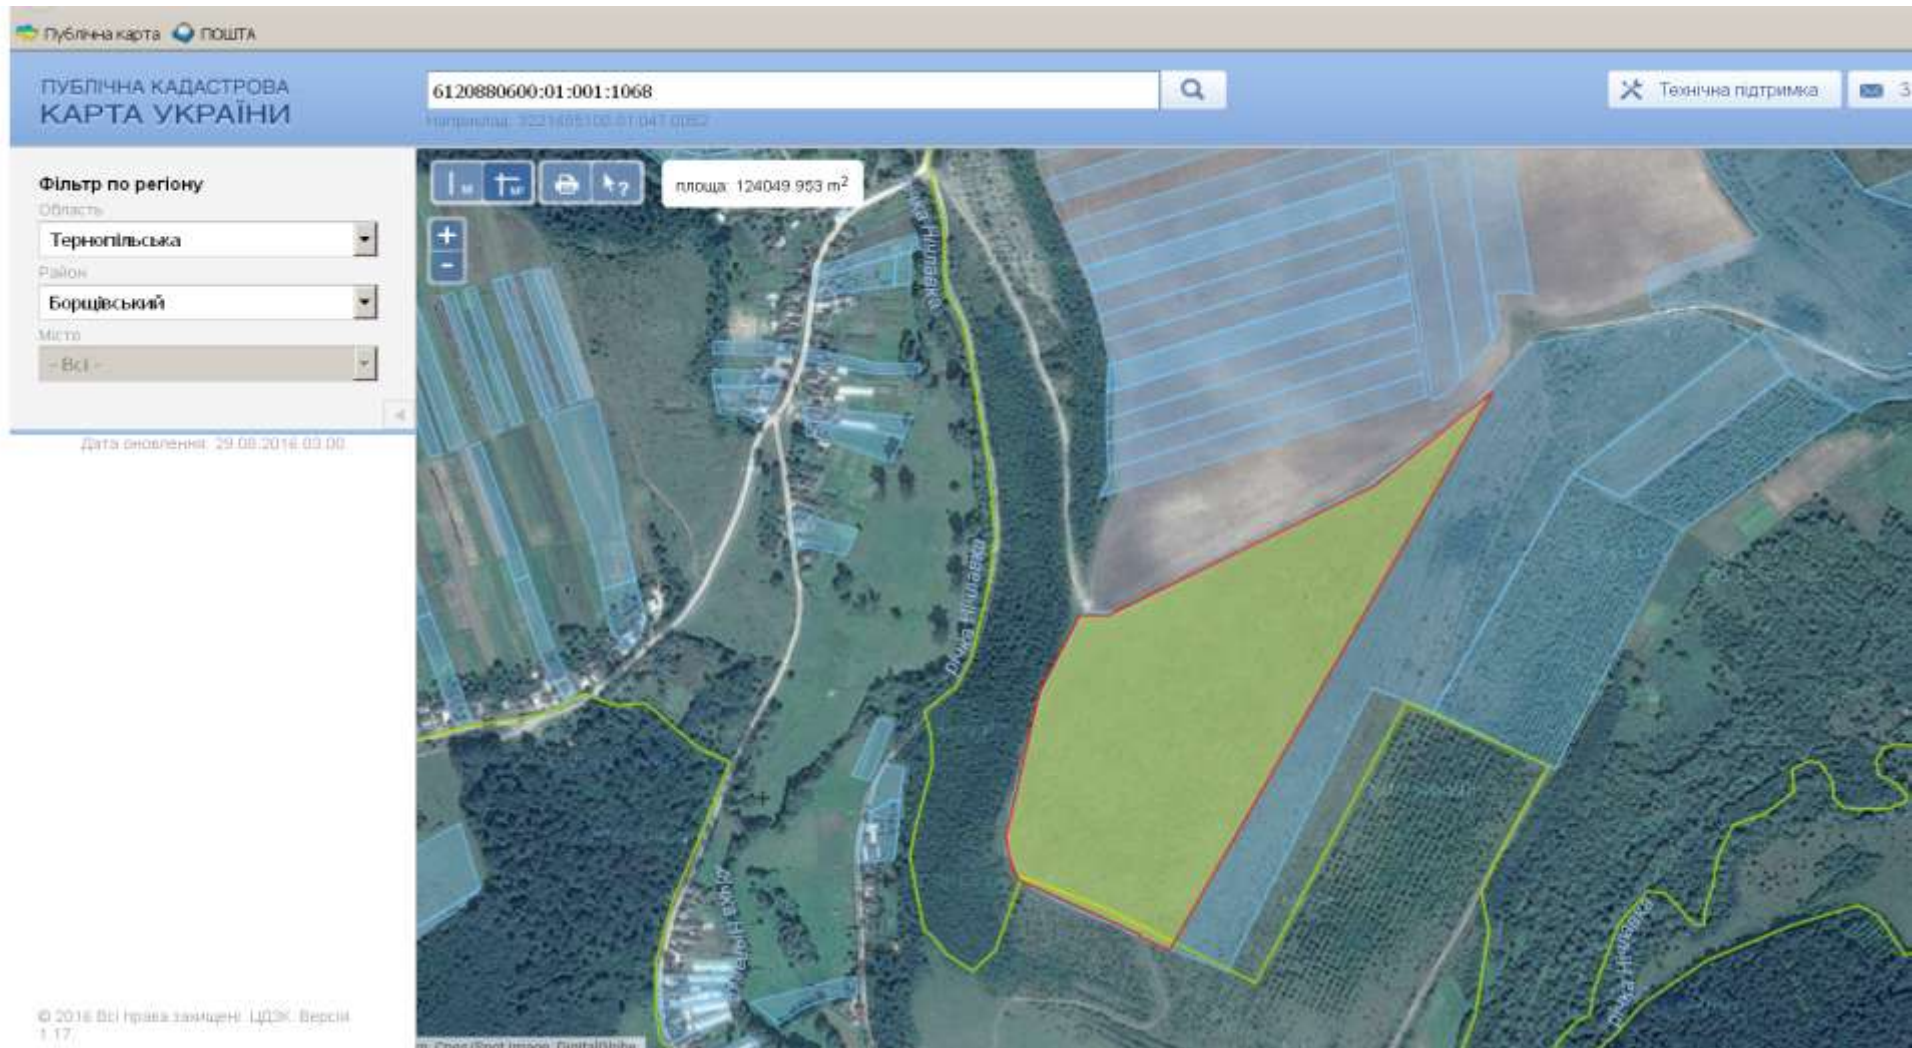 Публічна карта ПОШТА
ПУБЛІЧНА КАДАСТРОВА
КАРТА УКРАЇНИ
6120880600:01:001:1068
Технічна підтримка
З
Фільтр по регіону
Область
Тернопільська
Район
Борщівський
Місто
- Всі -
площа: 124049.953 m²
Дата оновлення: 29.08.2016 03:00
річка Нічлавка
річка Нічлавка
© 2016 Всі права захищені. ЦДЗК. Версія
1.17.